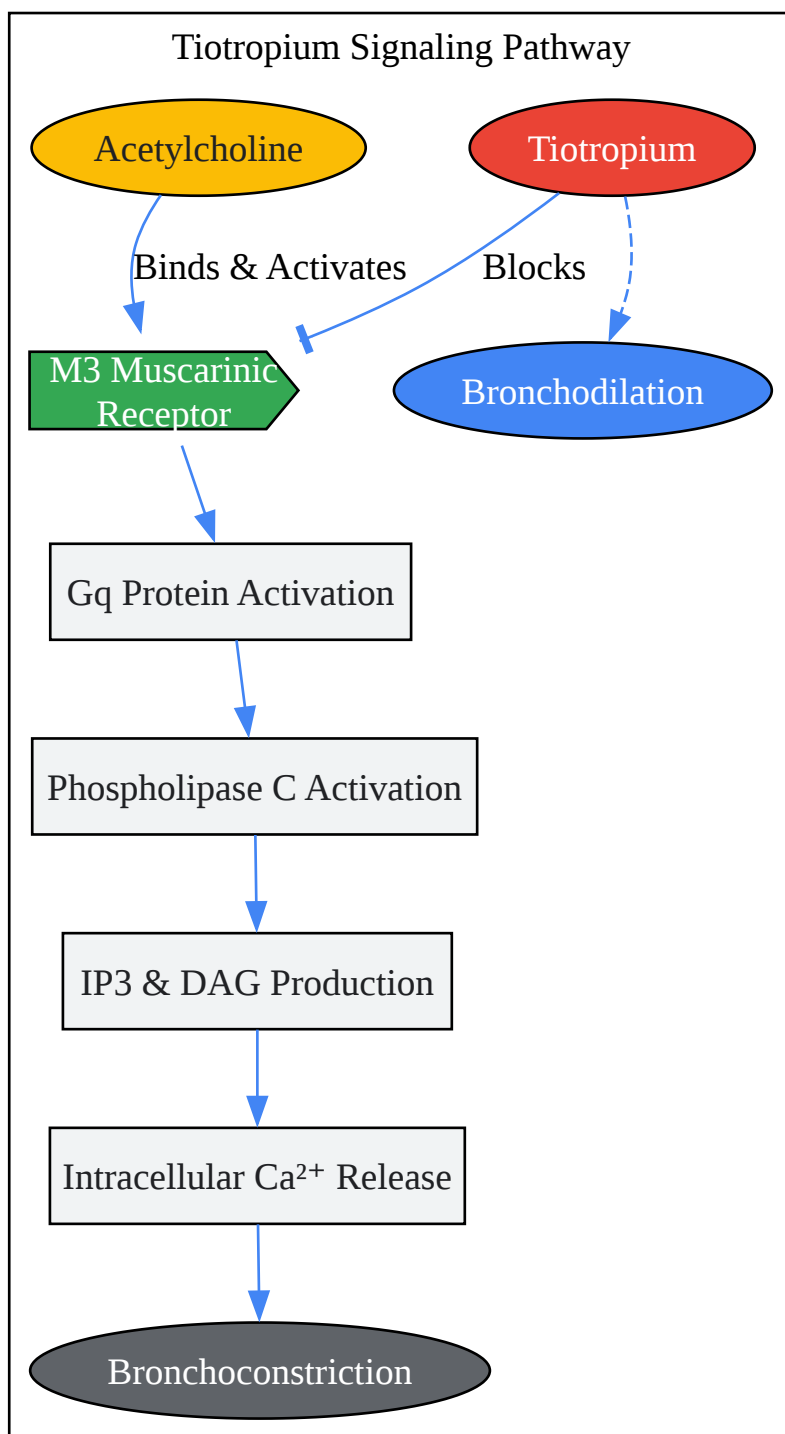 Tiotropium Signaling Pathway
Acetylcholine
Tiotropium
Binds & Activates
Blocks
M3 Muscarinic
Receptor
Bronchodilation
Gq Protein Activation
Phospholipase C Activation
IP3 & DAG Production
Intracellular Ca²⁺ Release
Bronchoconstriction